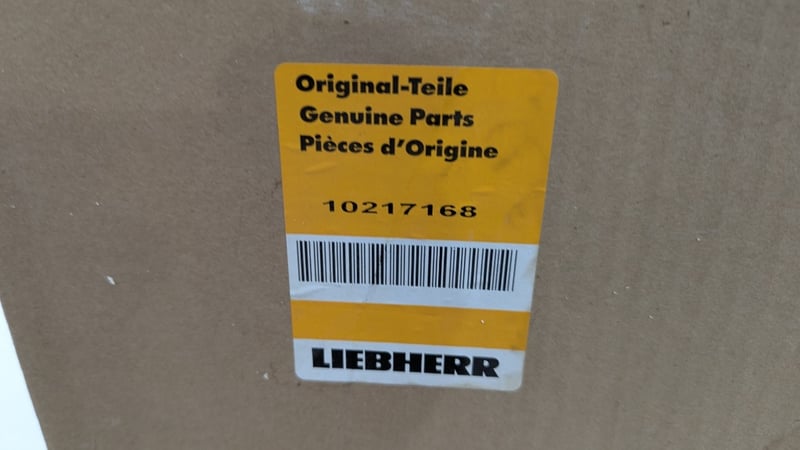 Original-Teile
Genuine Parts
Pièces d'Origine
10217168
LIEBHERR